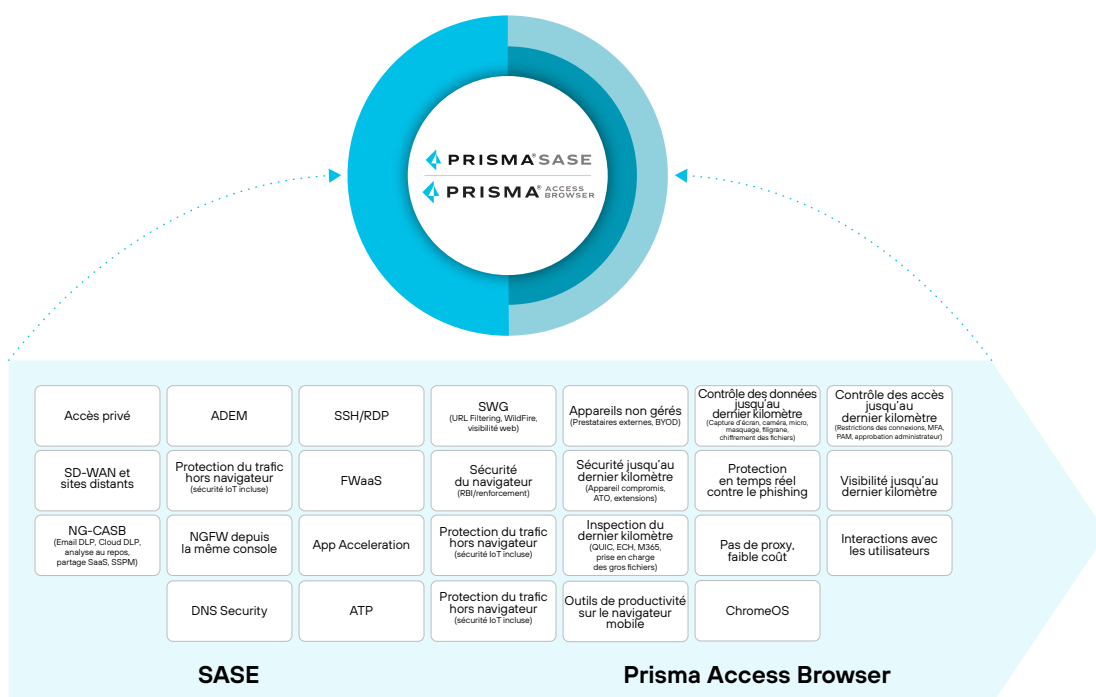 PRISMA® SASE
PRISMA® ACCESS
BROWSER
Accès privé
ADEM
SSH/RDP
SWG
(URL Filtering, WildFire,
visibilité web)
Appareils non gérés
(Prestataires externes, BYOD)
Contrôle des données
jusqu'au
dernier kilomètre
(Capture d'écran, caméra, micro,
masquage, filigrane,
chiffrement des fichiers)
Contrôle des accès
jusqu'au
dernier kilomètre
(Restrictions des connexions, MFA,
PAM, approbation administrateur)
SD-WAN et
sites distants
Protection du trafic
hors navigateur
(sécurité IoT incluse)
FWaaS
Sécurité
du navigateur
(RBI/renforcement)
Sécurité jusqu'au
dernier kilomètre
(Appareil compromis,
ATO, extensions)
Protection
en temps réel
contre le phishing
Visibilité jusqu'au
dernier kilomètre
NG-CASB
(Email DLP, Cloud DLP,
analyse au repos,
partage SaaS, SSPM)
NGFW depuis
la même console
App Acceleration
Protection du trafic
hors navigateur
(sécurité IoT incluse)
Inspection du
dernier kilomètre
(QUIC, ECH, M365,
prise en charge
des gros fichiers)
Pas de proxy,
faible coût
Interactions avec
les utilisateurs
DNS Security
ATP
Protection du trafic
hors navigateur
(sécurité IoT incluse)
Outils de productivité
sur le navigateur
mobile
ChromeOS
SASE
Prisma Access Browser